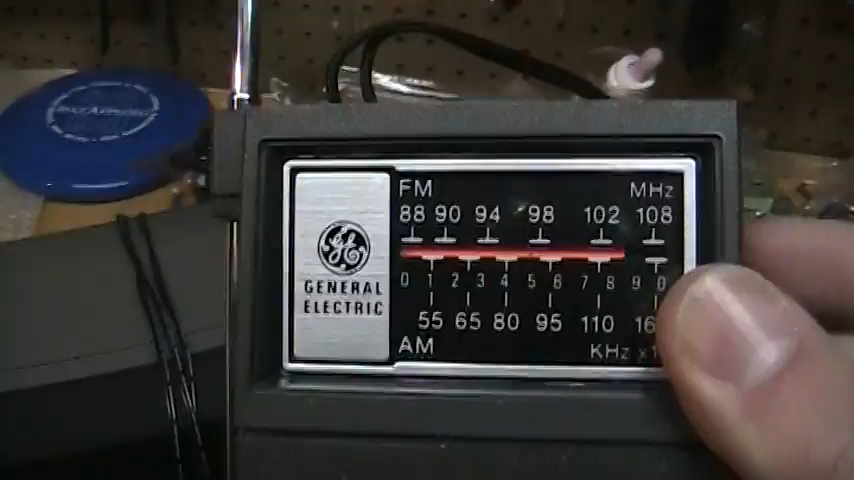 FM MHz
88 90 94 98 102 108
0 1 2 3 4 5 6 7 8 9 0
GE
GENERAL
ELECTRIC
55 65 80 95 110
AM KHz